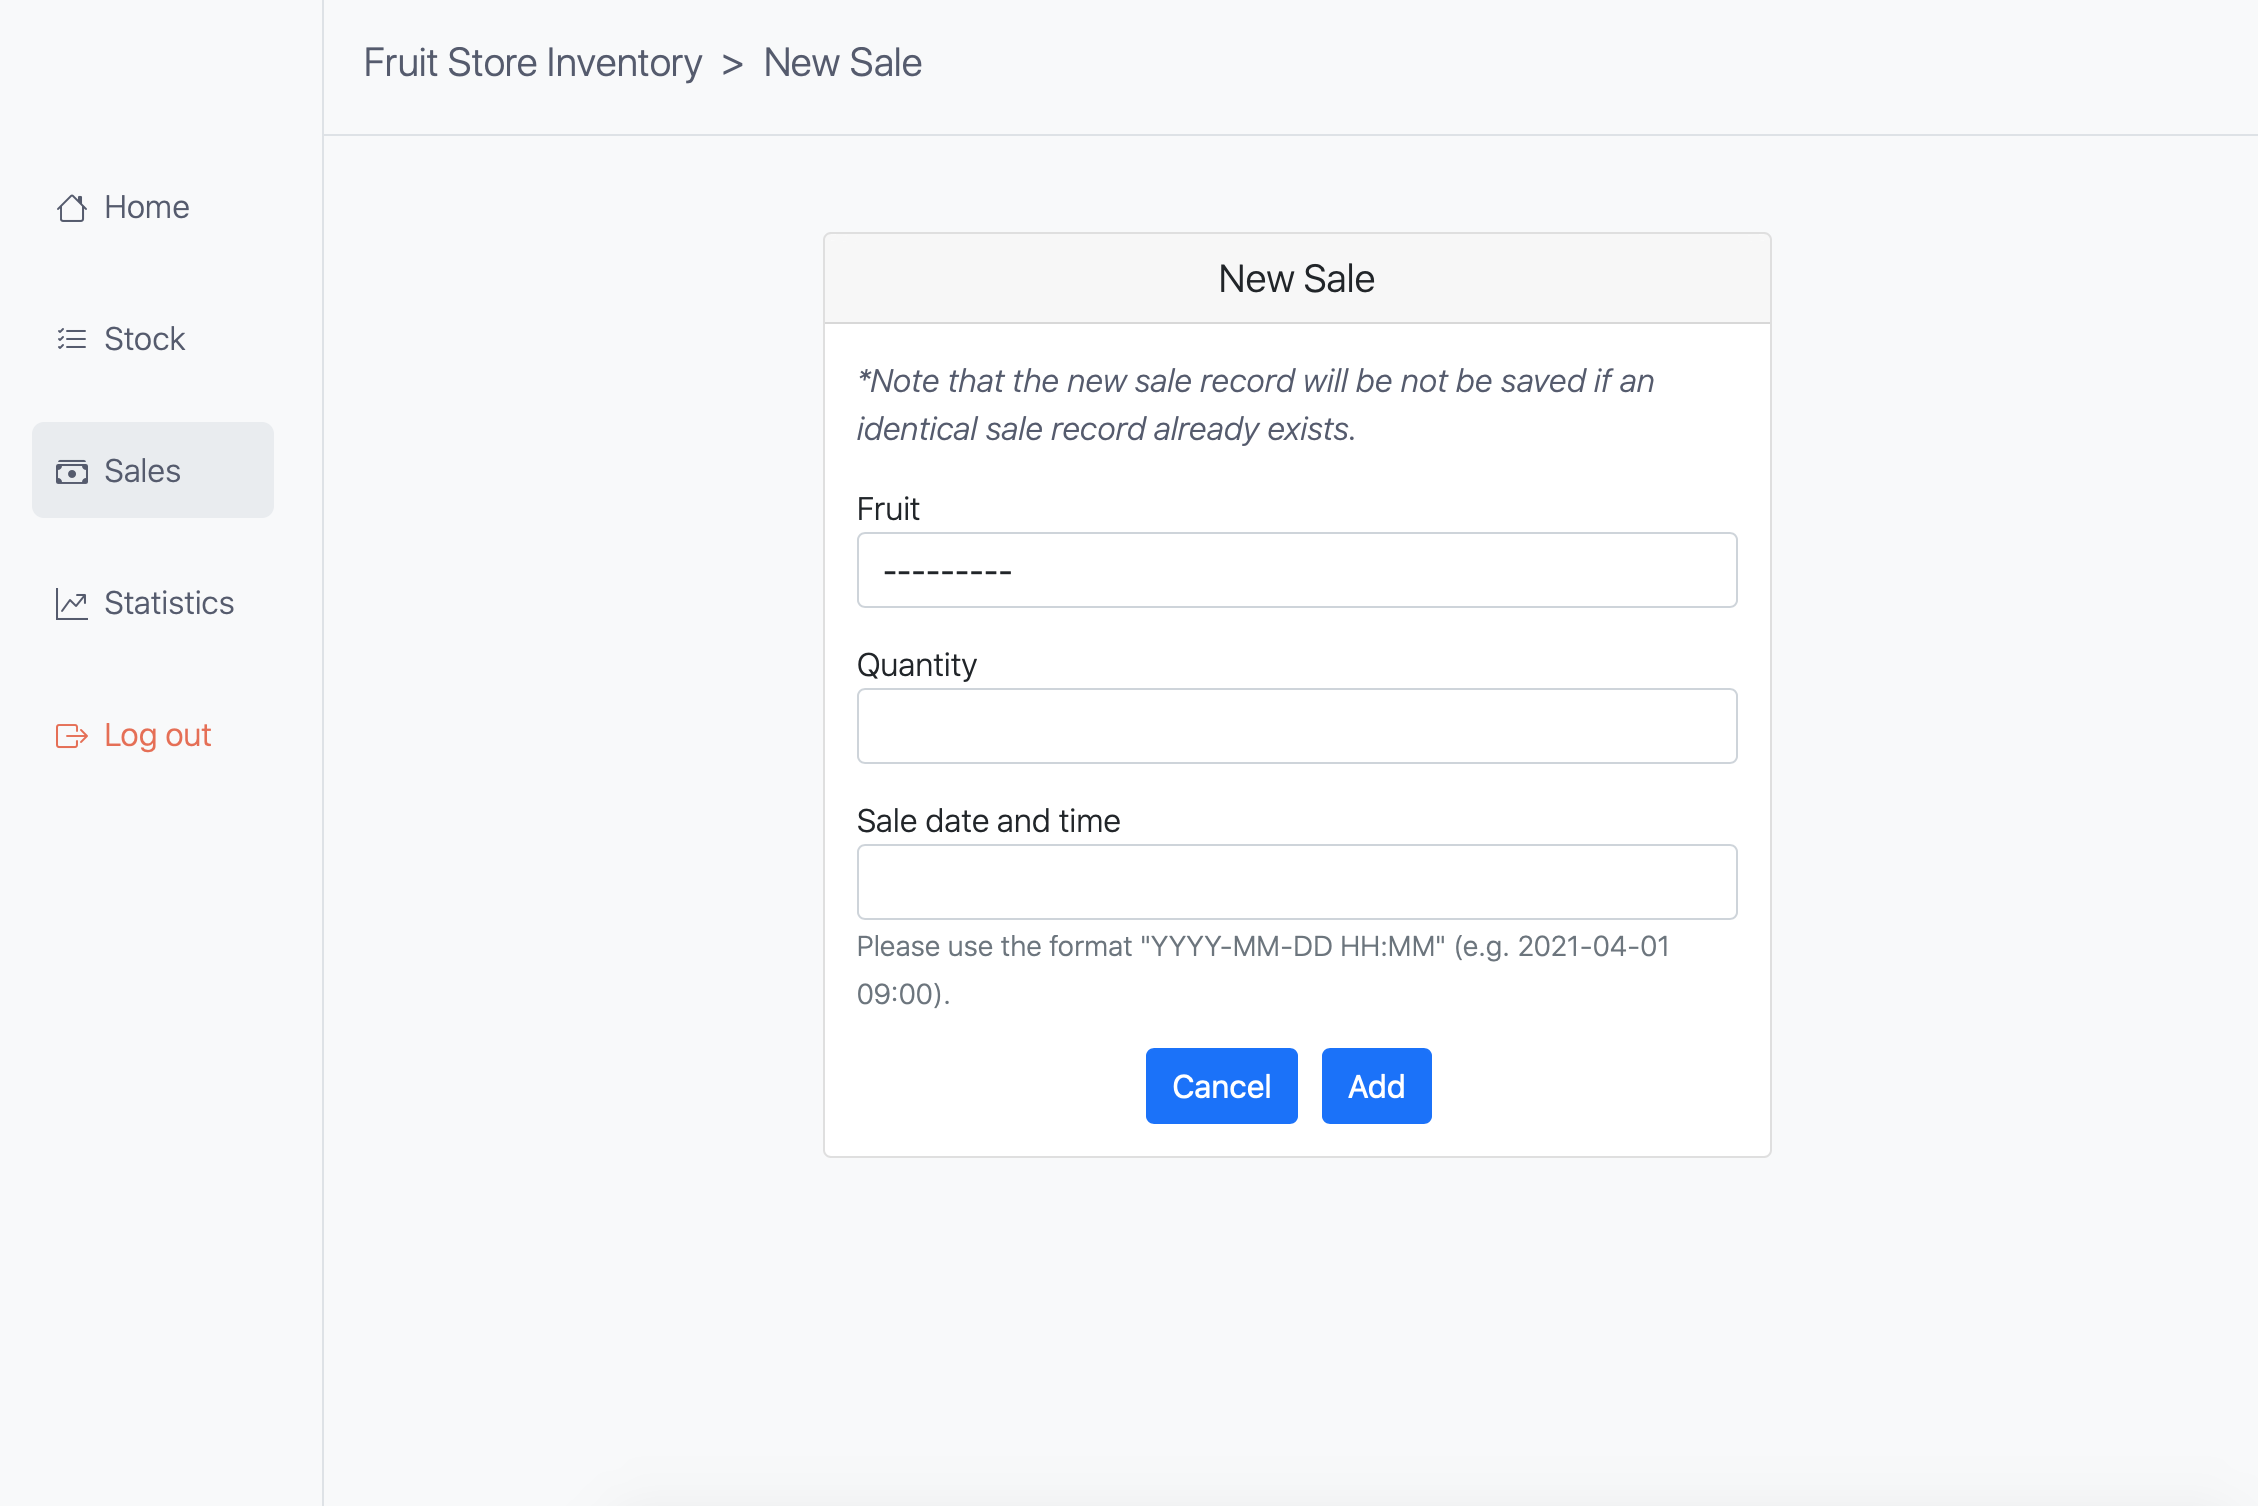 Fruit Store Inventory > New Sale
Home
Stock
Sales
Statistics
Log out
New Sale
*Note that the new sale record will be not be saved if an
identical sale record already exists.
Fruit
---------
Quantity
Sale date and time
Please use the format "YYYY-MM-DD HH:MM" (e.g. 2021-04-01
09:00).
Cancel Add